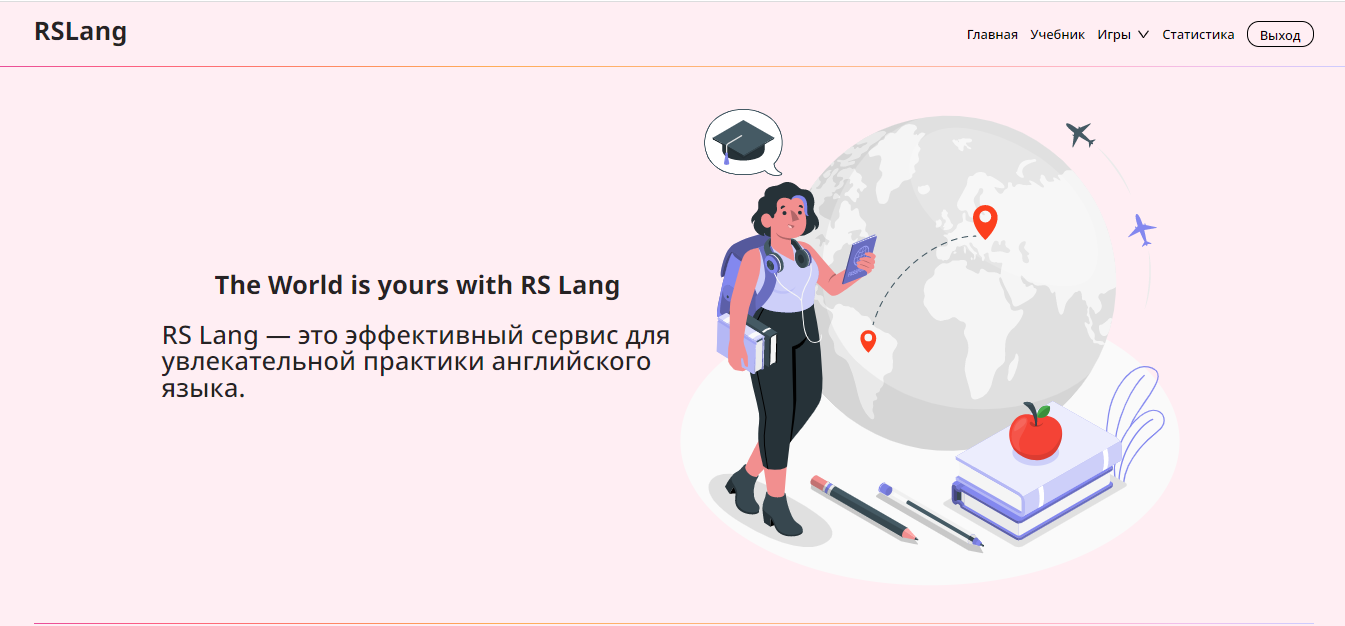 RSLang
Главная Учебник Игры Статистика Выход
The World is yours with RS Lang
RS Lang — это эффективный сервис для
увлекательной практики английского
языка.